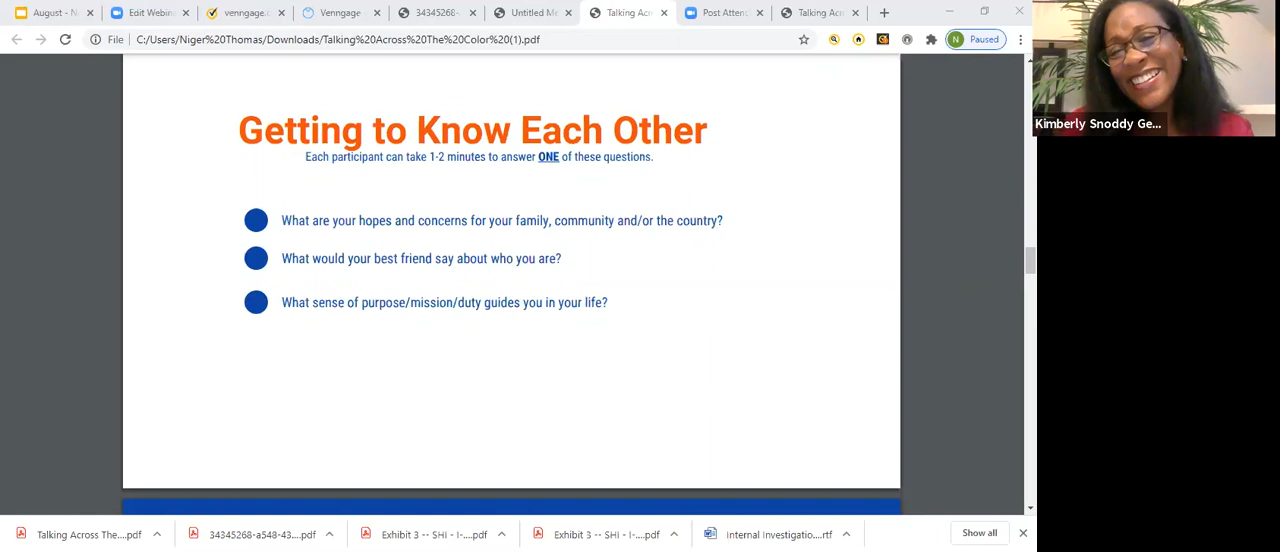 August - N
Edit Webina
venngage.c
Venngage
34345268-
Untitled Me
Talking Acr
Post Attend
Talking Acr
File
C:/Users/Niger%20Thomas/Downloads/Talking%20Across%20The%20Color%20(1).pdf
N
Paused
Getting to Know Each Other
Each participant can take 1-2 minutes to answer ONE of these questions.
What are your hopes and concerns for your family, community and/or the country?
What would your best friend say about who you are?
What sense of purpose/mission/duty guides you in your life?
Kimberly Snoddy Ge...
Talking Across The....pdf
34345268-a548-43....pdf
Exhibit 3 -- SHI - I-....pdf
Exhibit 3 -- SHI - I-....pdf
Internal Investigatio....rtf
Show all